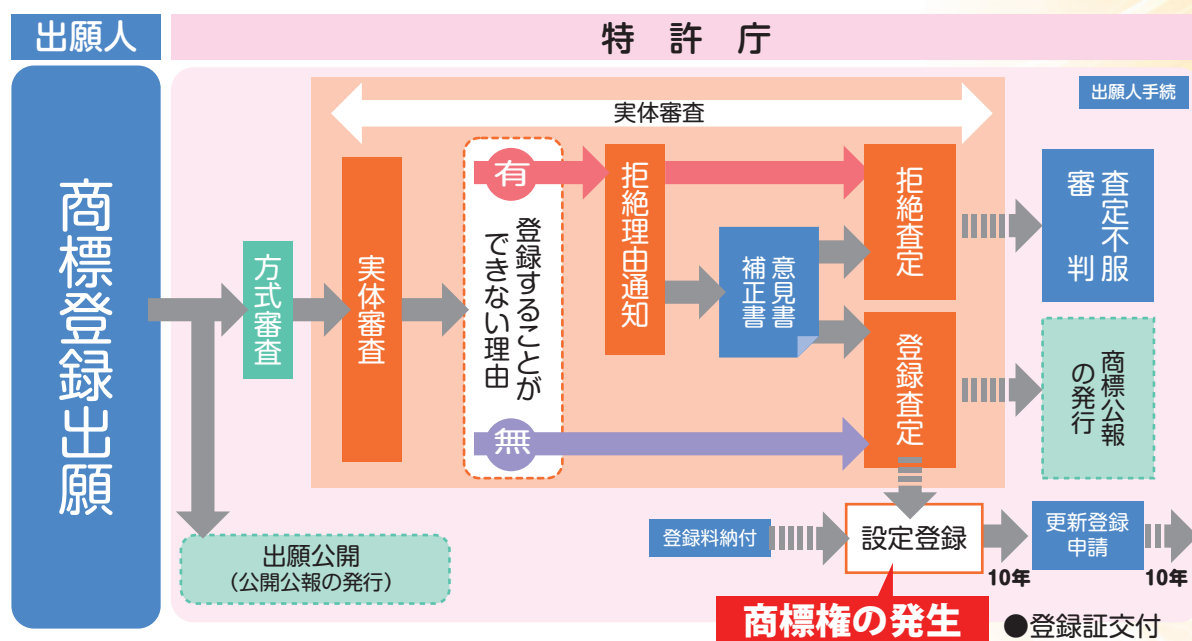 出願人
特許庁
出願人手続
商標登録出願
実体審査
方式審査
実体審査
登録することが
できない理由
有
無
拒絶理由通知
意見書
補正書
拒絶査定
登録査定
査定不服
審判
商標公報
の発行
出願公開
(公開公報の発行)
登録料納付
設定登録
10年
更新登録
申請
10年
商標権の発生
●登録証交付